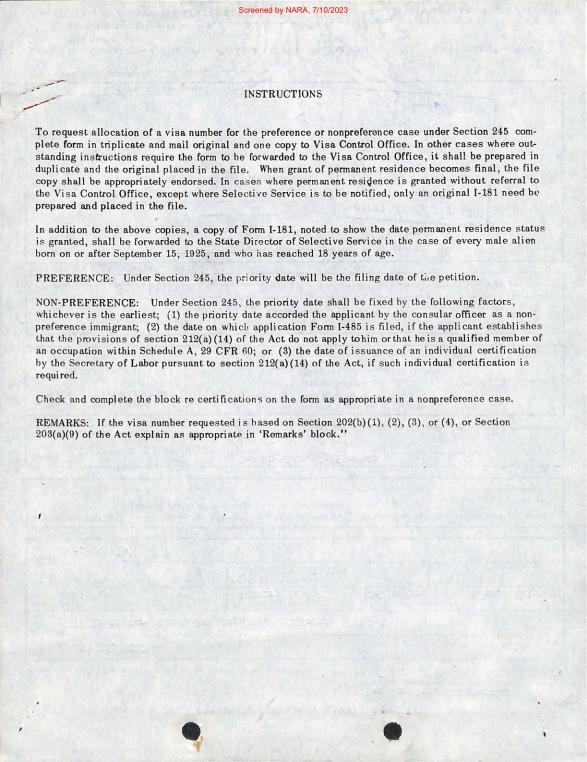 Screened by NARA, 7/10/2023
INSTRUCTIONS
To request allocation of a visa number for the preference or nonpreference case under Section 245 com-
plete form in triplicate and mail original and one copy to Visa Control Office. In other cases where out-
standing instructions require the form to be forwarded to the Visa Control Office, it shall be prepared in
duplicate and the original placed in the file. When grant of permanent residence becomes final, the file
copy shall be appropriately endorsed. In cases where permanent residence is granted without referral to
the Visa Control Office, except where Selective Service is to be notified, only an original I-181 need be
prepared and placed in the file.
In addition to the above copies, a copy of Form I-181, noted to show the date permanent residence status
is granted, shall be forwarded to the State Director of Selective Service in the case of every male alien
born on or after September 15, 1925, and who has reached 18 years of age.
PREFERENCE: Under Section 245, the priority date will be the filing date of the petition.
NON-PREFERENCE: Under Section 245, the priority date shall be fixed by the following factors,
whichever is the earliest; (1) the priority date accorded the applicant by the consular officer as a non-
preference immigrant; (2) the date on which application Form I-485 is filed, if the applicant establishes
that the provisions of section 212(a)(14) of the Act do not apply to him or that he is a qualified member of
an occupation within Schedule A, 29 CFR 60; or (3) the date of issuance of an individual certification
by the Secretary of Labor pursuant to section 212(a)(14) of the Act, if such individual certification is
required.
Check and complete the block re certifications on the form as appropriate in a nonpreference case.
REMARKS: If the visa number requested is based on Section 202(b)(1), (2), (3), or (4), or Section
203(a)(9) of the Act explain as appropriate in 'Remarks' block."